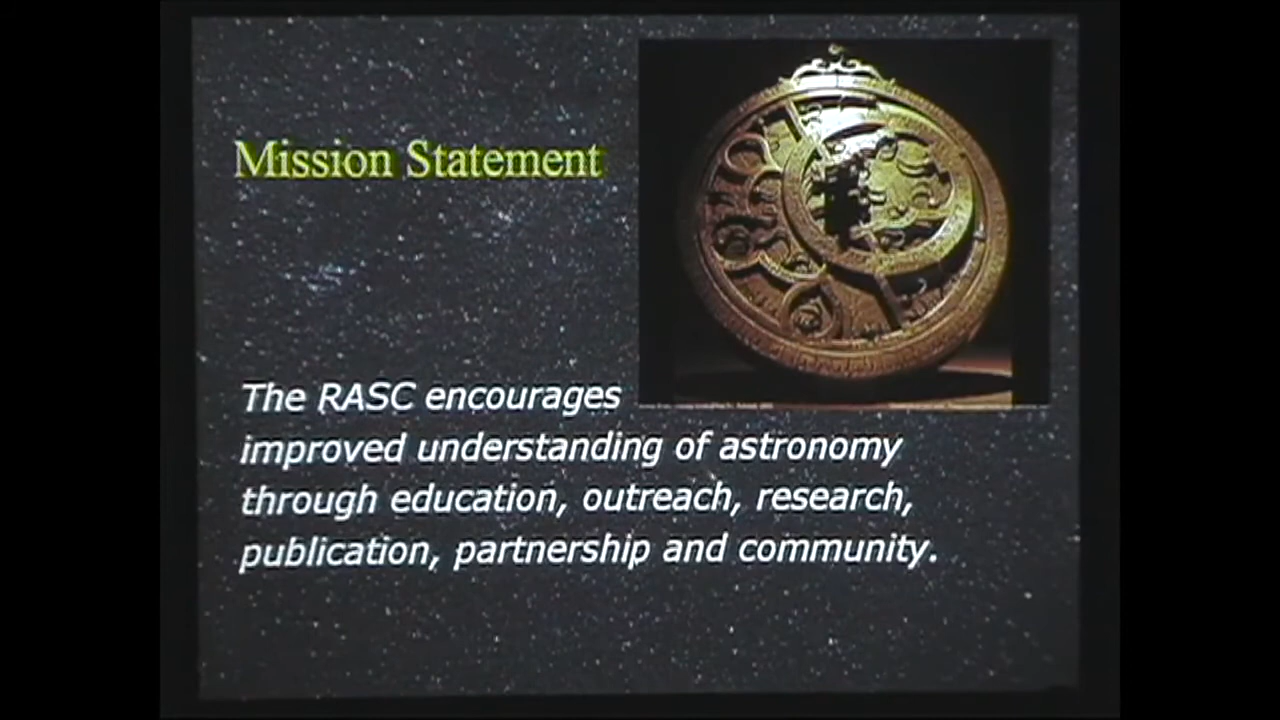 Mission Statement
The RASC encourages
improved understanding of astronomy
through education, outreach, research,
publication, partnership and community.